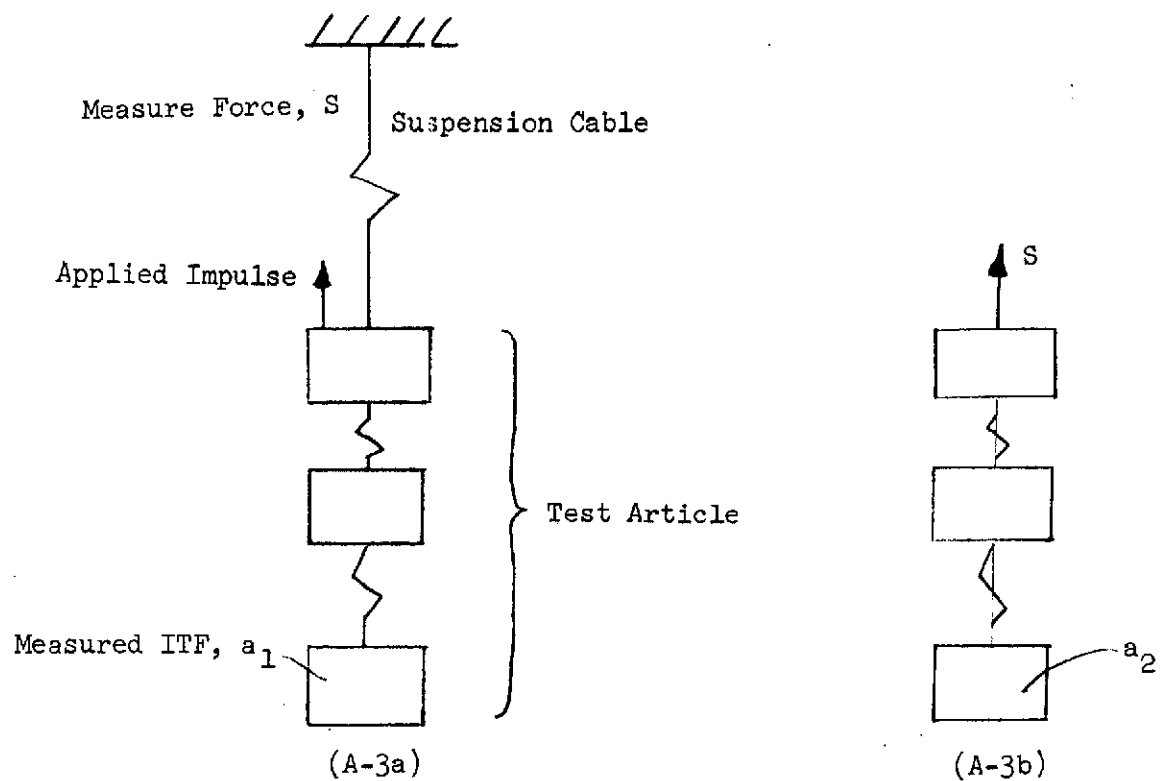 Measure Force, S
Suspension Cable
Applied Impulse
S
Test Article
Measured ITF, a1
a2
(A-3a)
(A-3b)